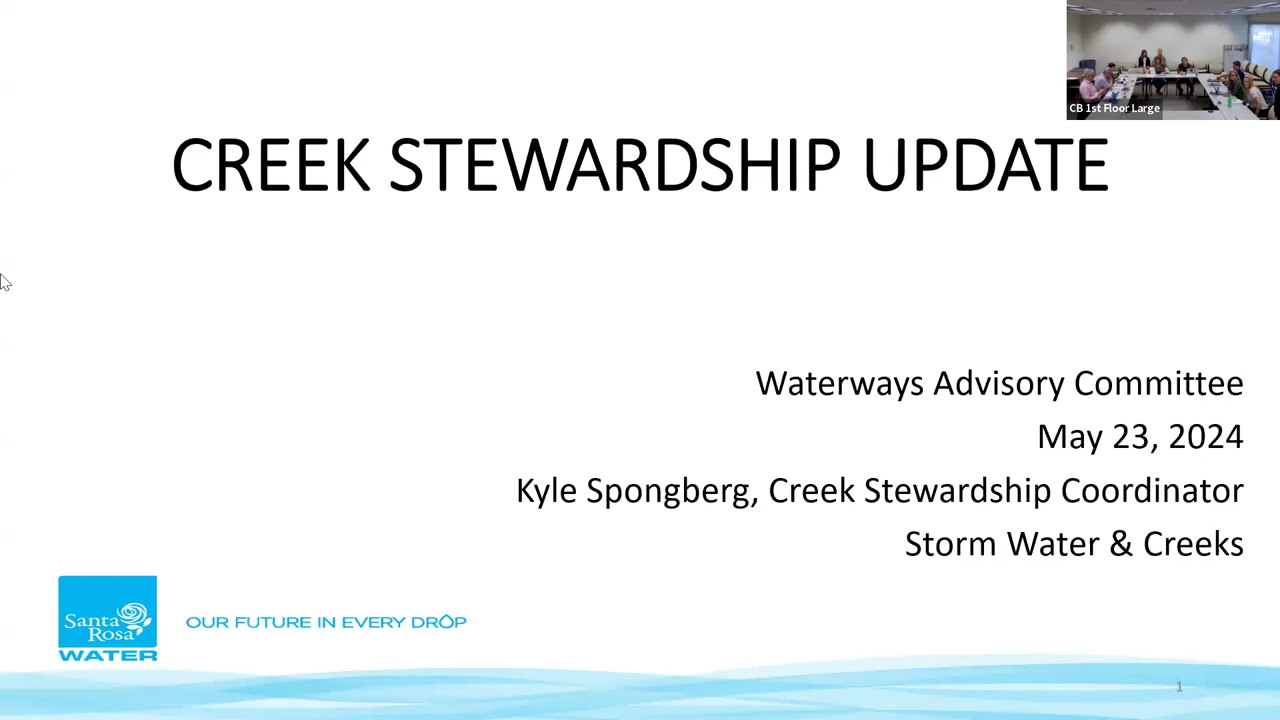 CB 1st Floor Large
CREEK STEWARDSHIP UPDATE
Waterways Advisory Committee
May 23, 2024
Kyle Spongberg, Creek Stewardship Coordinator
Storm Water & Creeks
Santa
Rosa
WATER
OUR FUTURE IN EVERY DROP
1